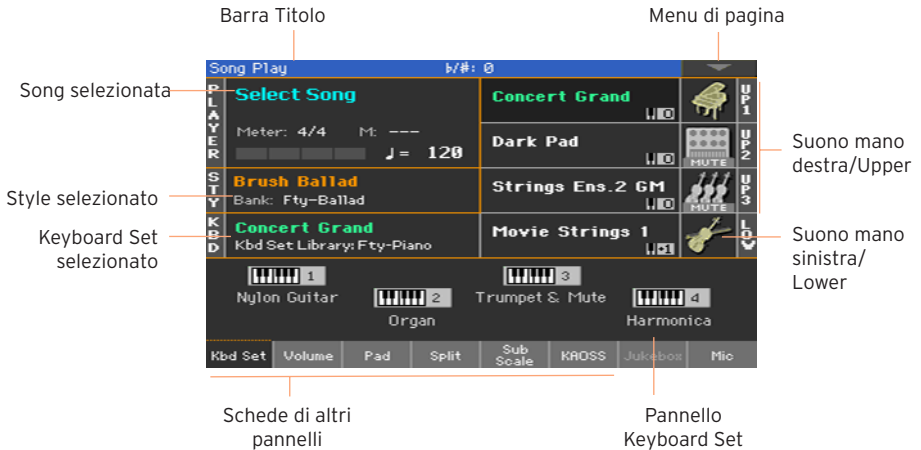 Barra Titolo
Menu di pagina
Song selezionata
Style selezionato
Keyboard Set
selezionato
Song Play
♭/#: 0
PLAYER
Select Song
Meter: 4/4 M: ---
♩= 120
STY
Brush Ballad
Bank: Fty-Ballad
KBD
Concert Grand
Kbd Set Library: Fty-Piano
Concert Grand
UP1
Dark Pad
MUTE
UP2
Strings Ens.2 GM
MUTE
UP3
Movie Strings 1
LOW
Suono mano
destra/Upper
Suono mano
sinistra/
Lower
1
Nylon Guitar
2
Organ
3
Trumpet & Mute
4
Harmonica
Kbd Set
Volume
Pad
Split
Sub
Scale
KAOSS
Jukebox
Mic
Schede di altri
pannelli
Pannello
Keyboard Set